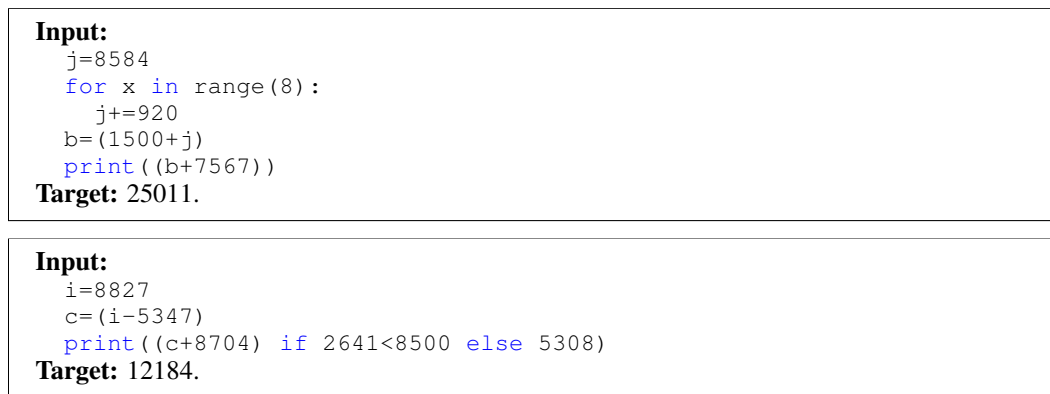 Input:
j=8584
for x in range(8):
j+=920
b=(1500+j)
print((b+7567))
Target: 25011.
Input:
i=8827
c=(i-5347)
print((c+8704) if 2641<8500 else 5308)
Target: 12184.